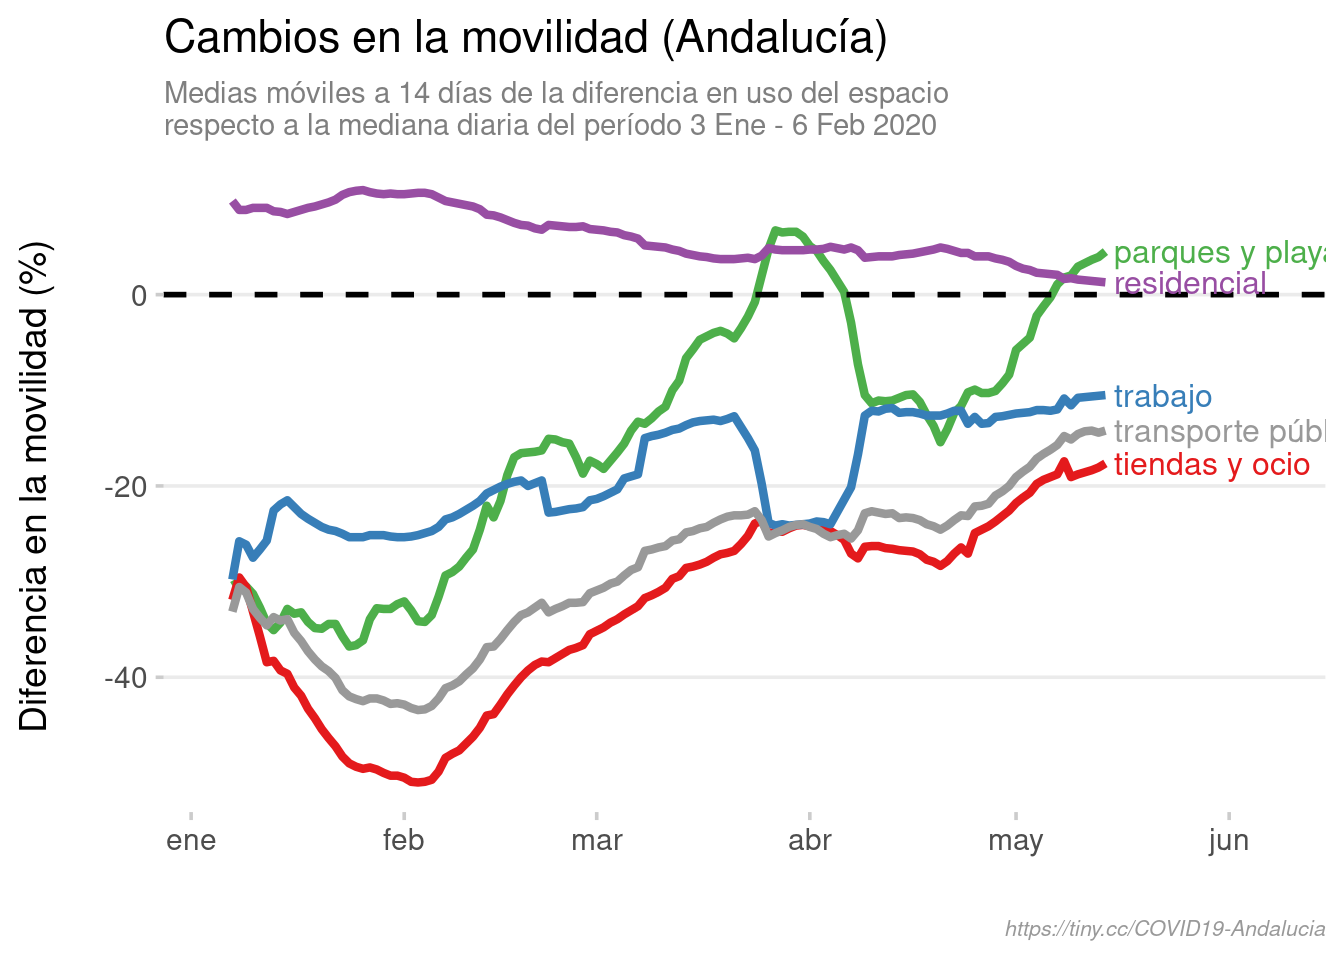 Cambios en la movilidad (Andalucía)
Medias móviles a 14 días de la diferencia en uso del espacio
respecto a la mediana diaria del período 3 Ene - 6 Feb 2020
Diferencia en la movilidad (%)
0
-20
-40
parques y playa
residencial
trabajo
transporte públ
tiendas y ocio
ene feb mar abr may jun
https://tiny.cc/COVID19-Andalucia